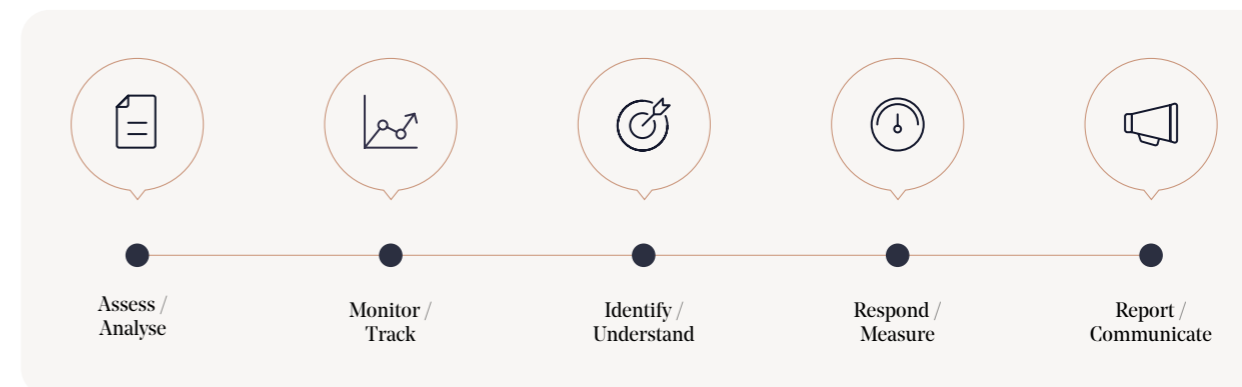 Assess /
Analyse
Monitor /
Track
Identify /
Understand
Respond /
Measure
Report /
Communicate